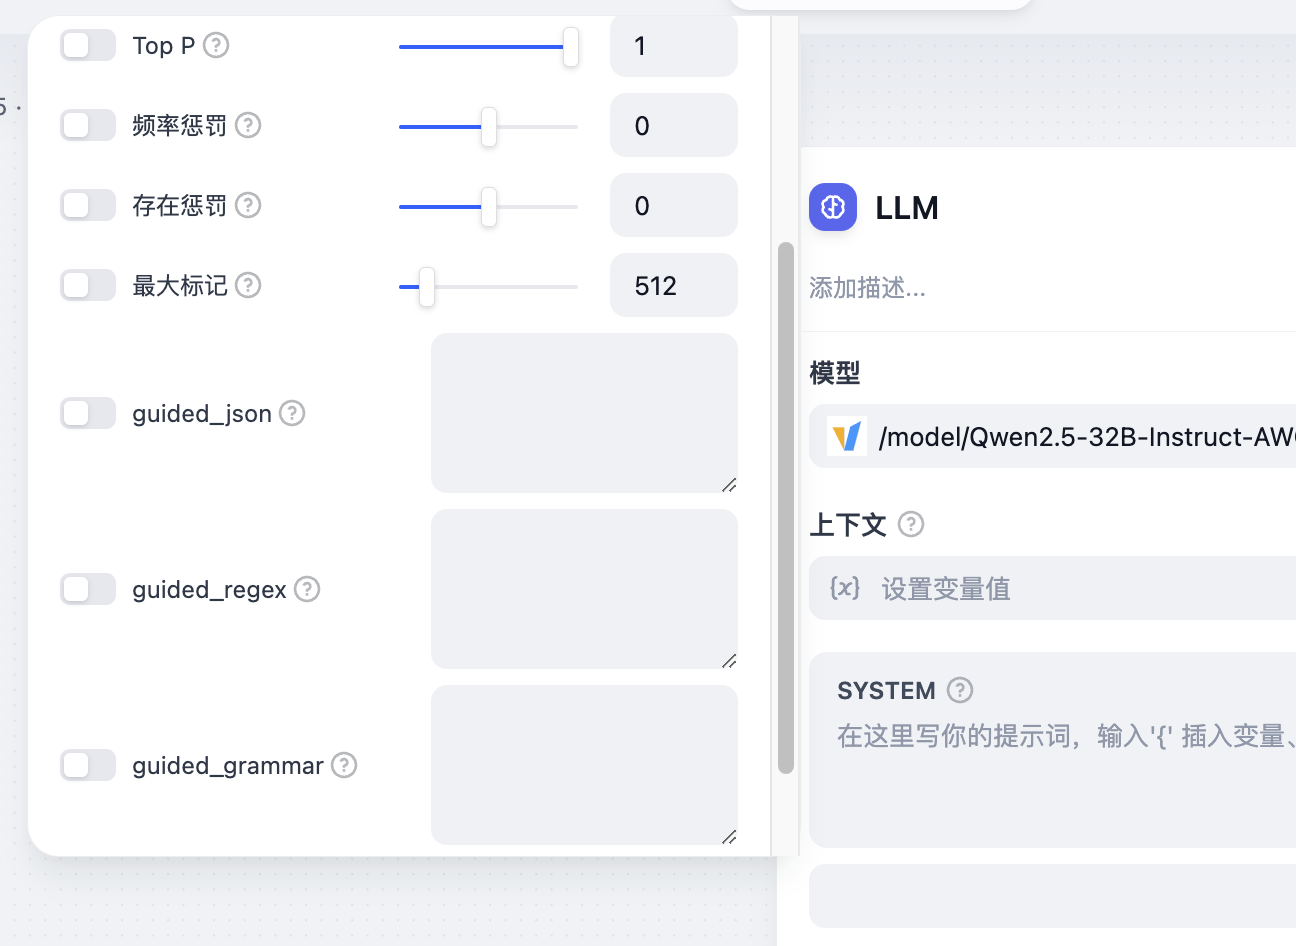 Top P
1
频率惩罚
0
存在惩罚
0
最大标记
512
guided_json
guided_regex
guided_grammar
5 ·
LLM
添加描述...
模型
/model/Qwen2.5-32B-Instruct-AW
上下文
{x} 设置变量值
SYSTEM
在这里写你的提示词，输入'{' 插入变量、